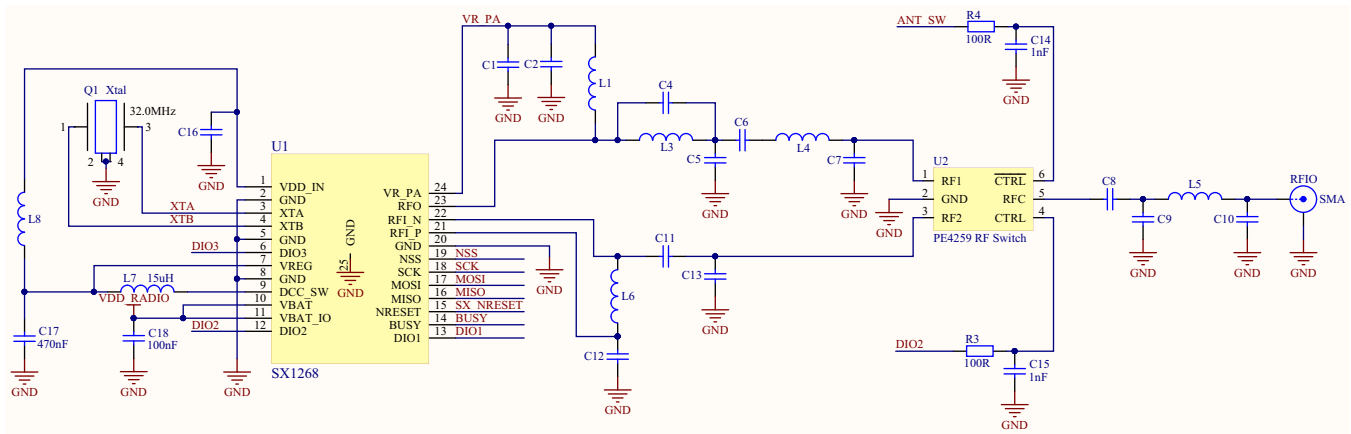 VR_PA
ANT_SW
R4
100R
C14
1nF
GND
C1
C2
GND
GND
L1
Q1 Xtal
32.0MHz
1
3
2
4
GND
C16
GND
C4
L3
C5
GND
C6
L4
C7
GND
U1
1 VDD_IN
2 GND
XTA 3 XTA
XTB 4 XTB
5 GND
DIO3 6 DIO3
7 VREG
8 GND
9 DCC_SW
10 VBAT
11 VBAT_IO
DIO2 12 DIO2
GND
25
GND
VR_PA 24
RFO 23
RFI_N 22
RFI_P 21
GND 20
NSS 19 NSS
SCK 18 SCK
MOSI 17 MOSI
MISO 16 MISO
NRESET 15 SX_NRESET
BUSY 14 BUSY
DIO1 13 DIO1
SX1268
L8
L7 15uH
VDD_RADIO
C17
470nF
GND
C18
100nF
GND
GND
GND
C11
C13
GND
L6
C12
GND
U2
1 RF1
2 GND
3 RF2
CTRL 6
RFC 5
CTRL 4
PE4259 RF Switch
GND
C8
C9
GND
L5
C10
GND
RFIO
SMA
GND
DIO2
R3
100R
C15
1nF
GND